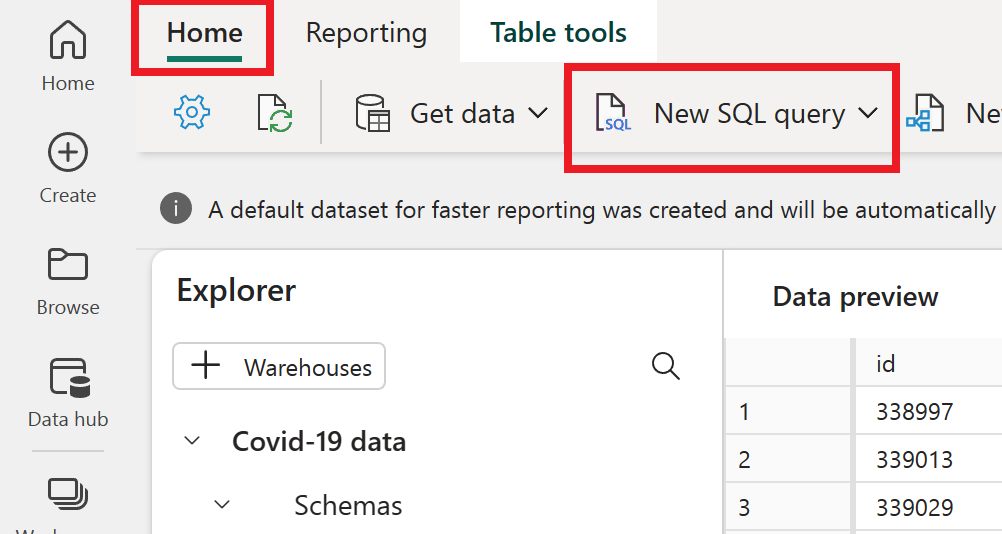 Home
Create
Browse
Data hub
Home Reporting Table tools
Get data SQL New SQL query
A default dataset for faster reporting was created and will be automatically
Explorer
Warehouses
Covid-19 data
Schemas
Data preview
id
1 338997
2 339013
3 339029